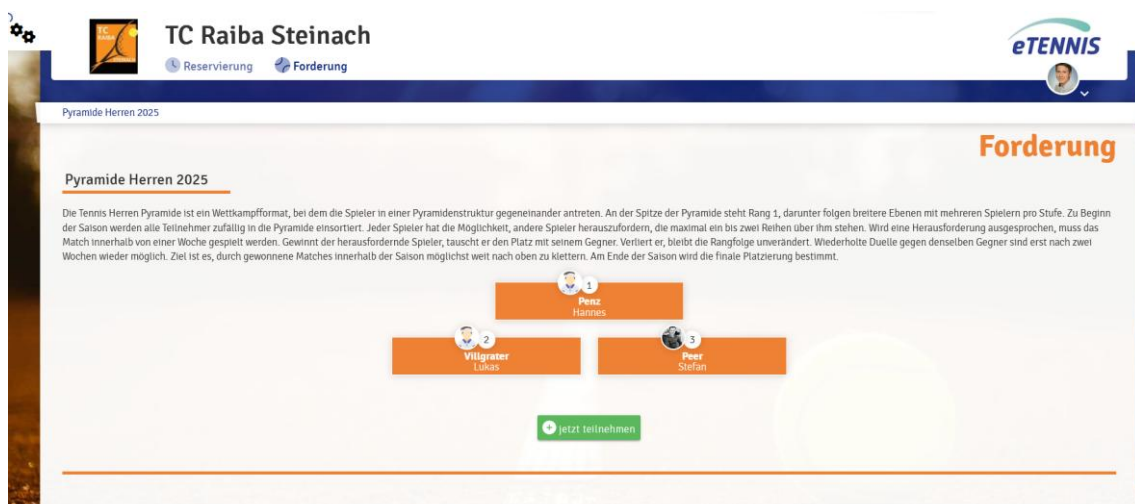 TC Raiba Steinach
eTENNIS
Reservierung
Forderung
Pyramide Herren 2025
Forderung
Pyramide Herren 2025
Die Tennis Herren Pyramide ist ein Wettkampfformat, bei dem die Spieler in einer Pyramidenstruktur gegeneinander antreten. An der Spitze der Pyramide steht Rang 1, darunter folgen breitere Ebenen mit mehreren Spielern pro Stufe. Zu Beginn
der Saison werden alle Teilnehmer zufällig in die Pyramide einsortiert. Jeder Spieler hat die Möglichkeit, andere Spieler herauszufordern, die maximal ein bis zwei Reihen über ihm stehen. Wird eine Herausforderung ausgesprochen, muss das
Match innerhalb von einer Woche gespielt werden. Gewinnt der herausfordernde Spieler, tauscht er den Platz mit seinem Gegner. Verliert er, bleibt die Rangfolge unverändert. Wiederholte Duelle gegen denselben Gegner sind erst nach zwei
Wochen wieder möglich. Ziel ist es, durch gewonnene Matches innerhalb der Saison möglichst weit nach oben zu klettern. Am Ende der Saison wird die finale Platzierung bestimmt.
1
Penz
Hannes
2
Villgrater
Lukas
3
Peer
Stefan
jetzt teilnehmen